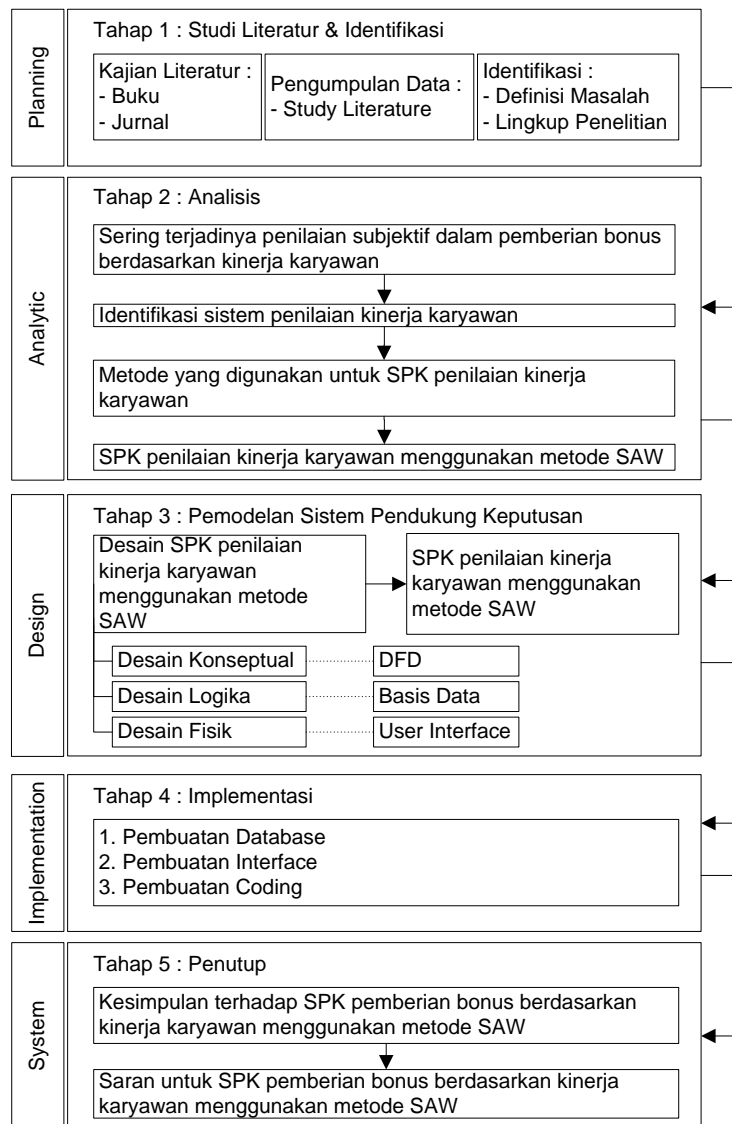 Planning
Tahap 1 : Studi Literatur & Identifikasi
Kajian Literatur :
- Buku
- Jurnal
Pengumpulan Data :
- Study Literature
Identifikasi :
- Definisi Masalah
- Lingkup Penelitian
Analytic
Tahap 2 : Analisis
Sering terjadinya penilaian subjektif dalam pemberian bonus
berdasarkan kinerja karyawan
Identifikasi sistem penilaian kinerja karyawan
Metode yang digunakan untuk SPK penilaian kinerja
karyawan
SPK penilaian kinerja karyawan menggunakan metode SAW
Design
Tahap 3 : Pemodelan Sistem Pendukung Keputusan
Desain SPK penilaian
kinerja karyawan
menggunakan metode
SAW
SPK penilaian kinerja
karyawan menggunakan
metode SAW
Desain Konseptual
DFD
Desain Logika
Basis Data
Desain Fisik
User Interface
Implementation
Tahap 4 : Implementasi
1. Pembuatan Database
2. Pembuatan Interface
3. Pembuatan Coding
System
Tahap 5 : Penutup
Kesimpulan terhadap SPK pemberian bonus berdasarkan
kinerja karyawan menggunakan metode SAW
Saran untuk SPK pemberian bonus berdasarkan kinerja
karyawan menggunakan metode SAW